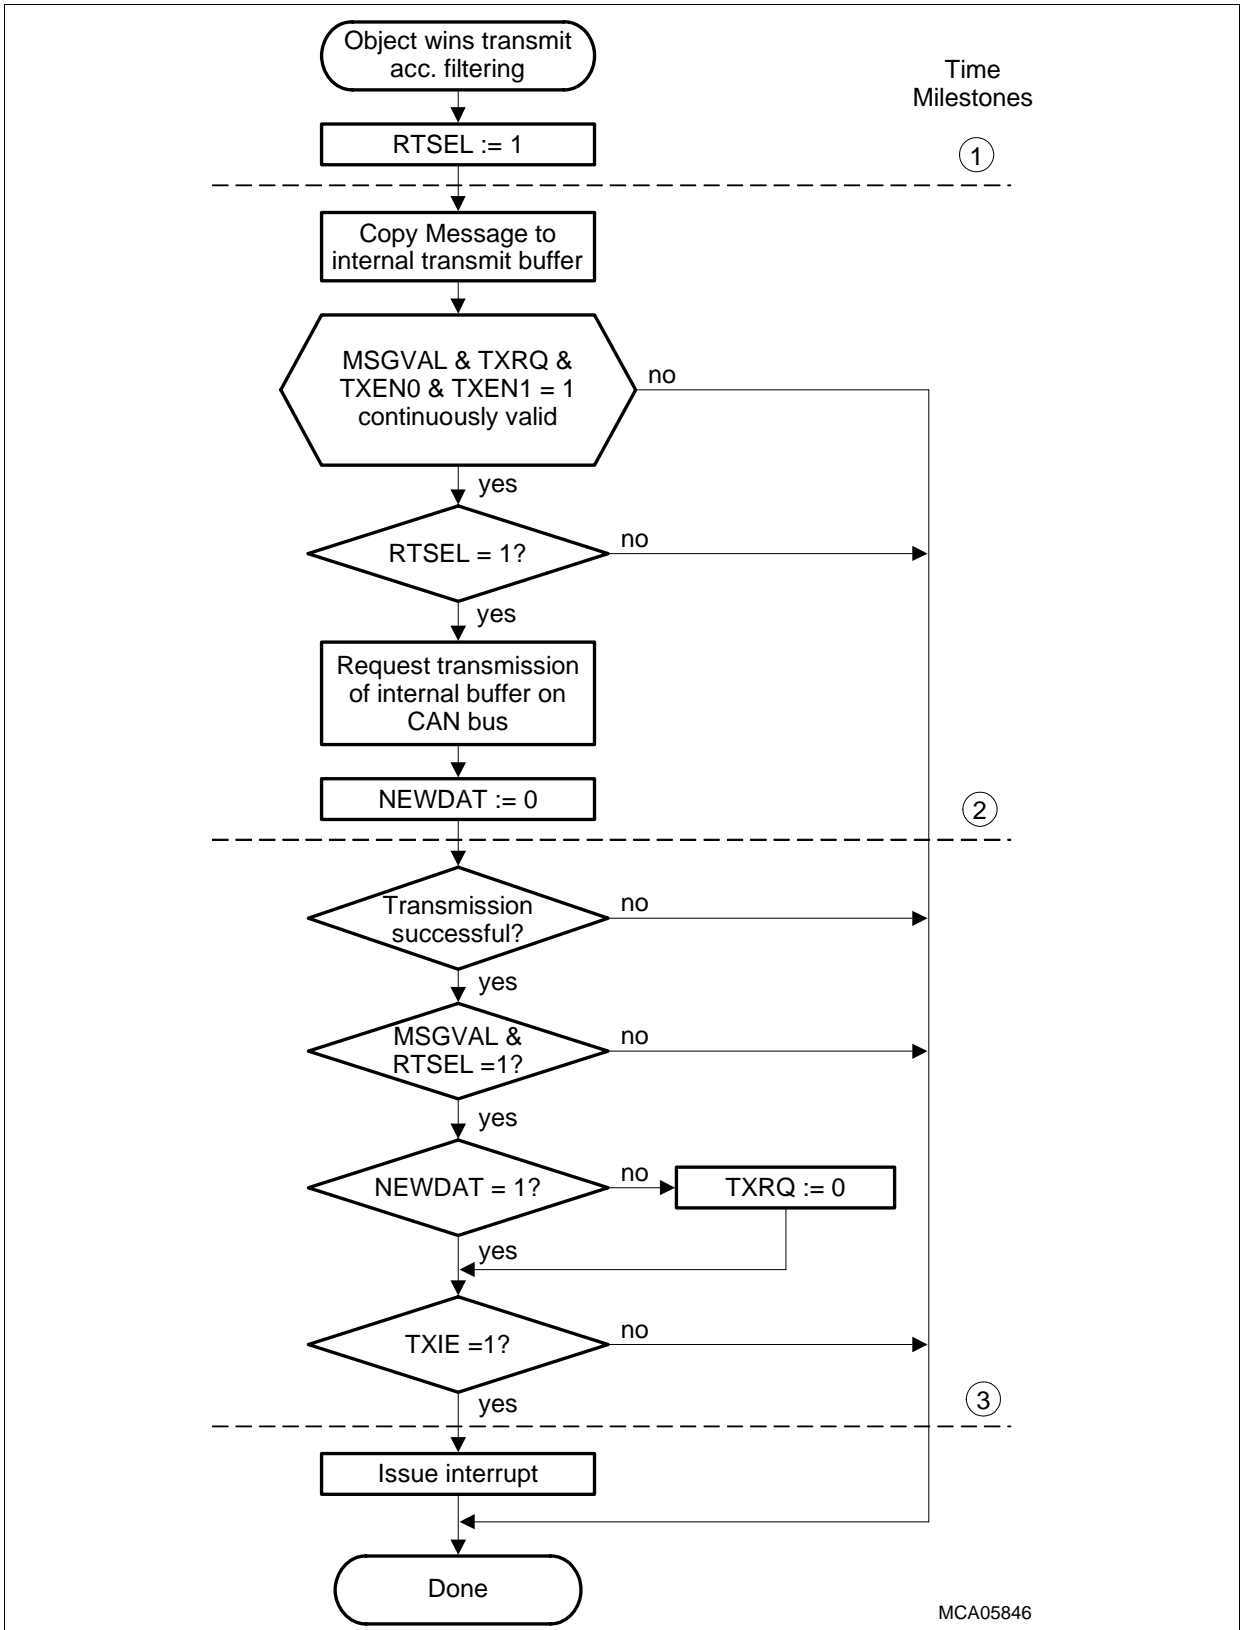 Object wins transmit
acc. filtering
Time
Milestones
RTSEL := 1
1
Copy Message to
internal transmit buffer
MSGVAL & TXRQ &
TXEN0 & TXEN1 = 1
continuously valid
no
yes
RTSEL = 1?
no
yes
Request transmission
of internal buffer on
CAN bus
NEWDAT := 0
2
Transmission
successful?
no
yes
MSGVAL &
RTSEL =1?
no
yes
NEWDAT = 1?
no
TXRQ := 0
yes
TXIE =1?
no
yes
3
Issue interrupt
Done
MCA05846